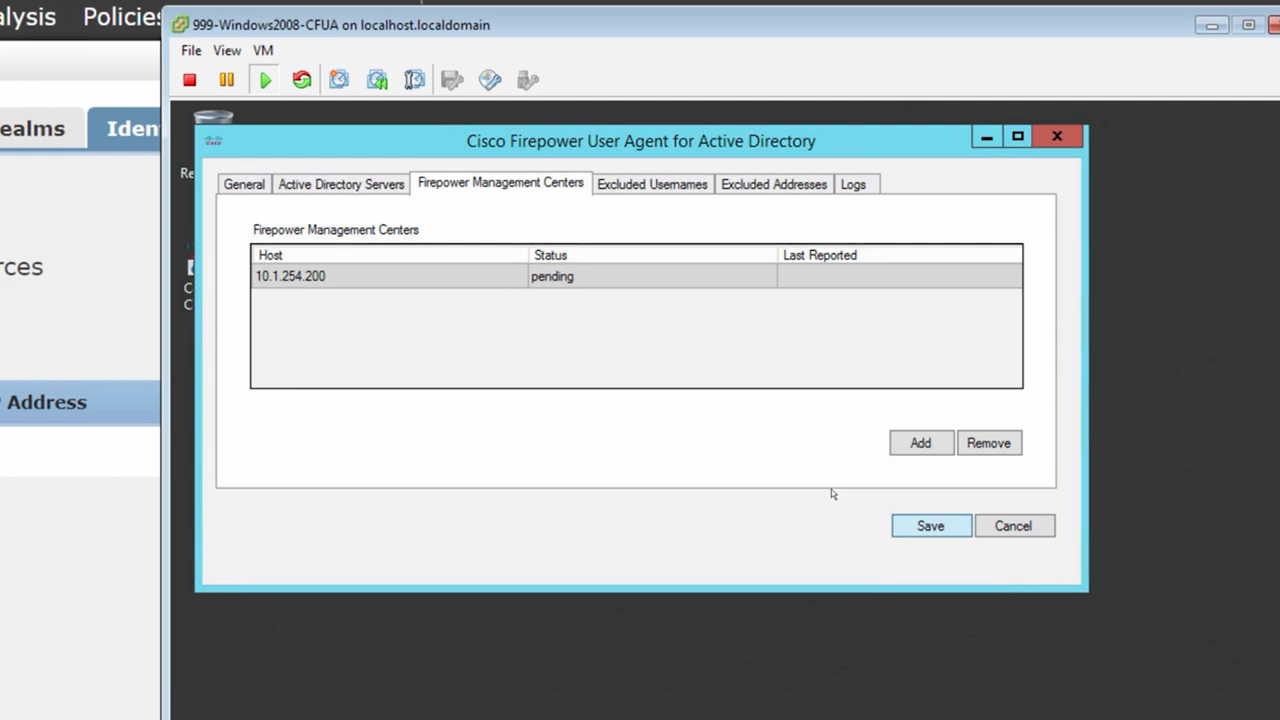 alysis Policies
999-Windows2008-CFUA on localhost.localdomain
File View VM
ealms Iden
Cisco Firepower User Agent for Active Directory
Re
General Active Directory Servers Firepower Management Centers Excluded Usernames Excluded Addresses Logs
Firepower Management Centers
Host Status Last Reported
rces
10.1.254.200 pending
C
C
Address
Add Remove
Save Cancel